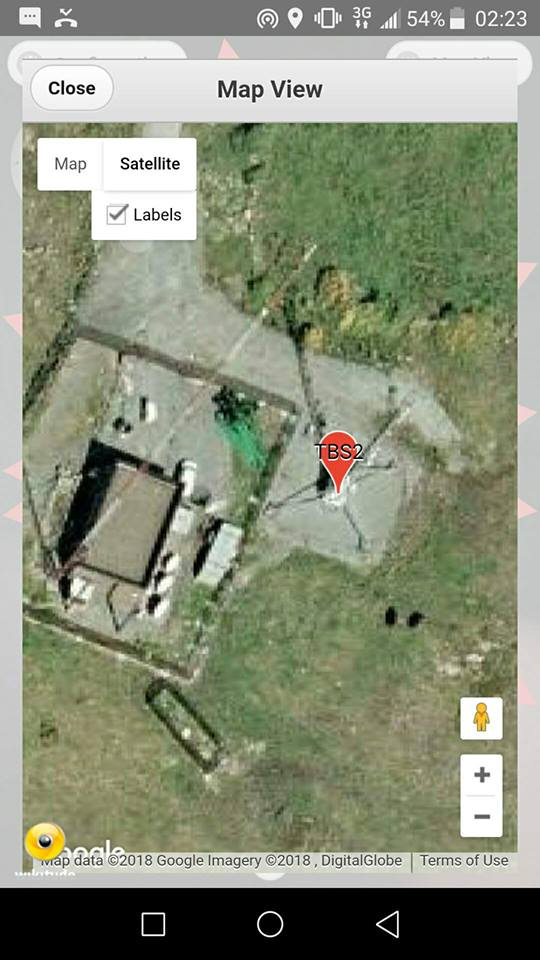 3G 54% 02:23
Close Map View
Map Satellite
Labels
TBS2
+
−
Map data ©2018 Google Imagery ©2018 , DigitalGlobe Terms of Use